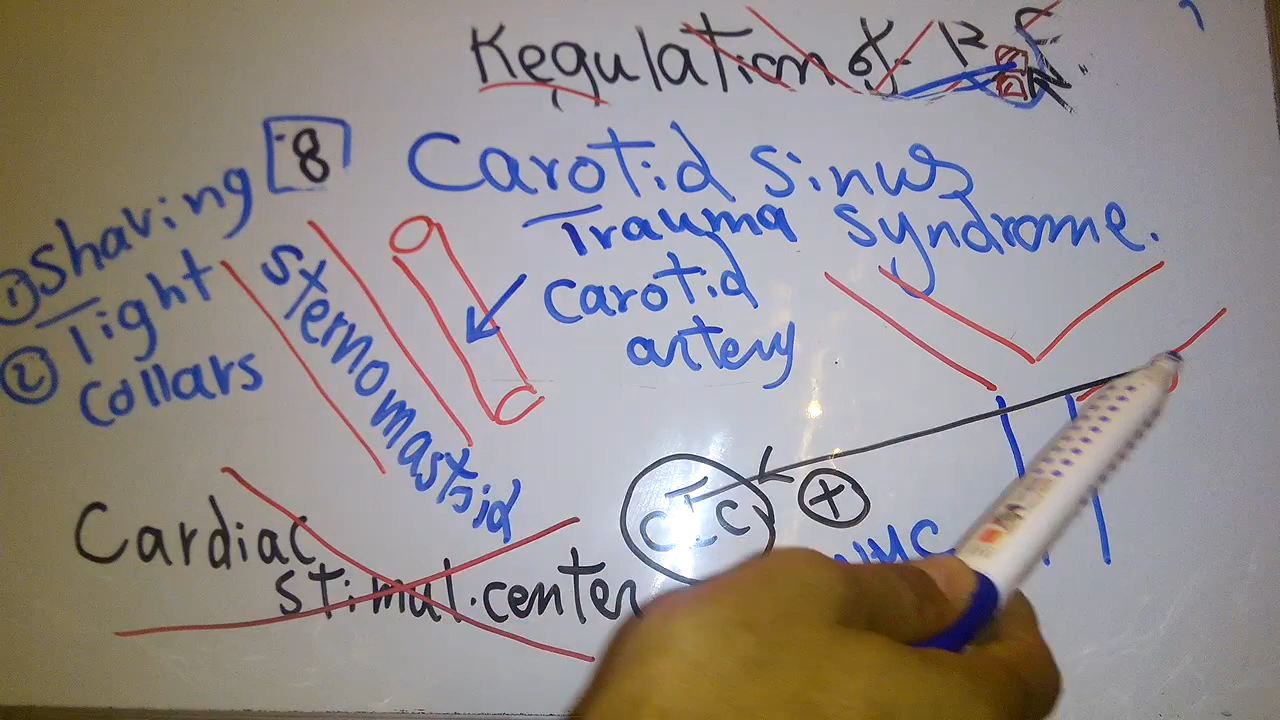 Regulation of
8 Carotid sinus
Trauma syndrome.
① Shaving
② Tight
collars
sternomastoid
carotid
artery
Cardiac
stimul. center
CIC
+